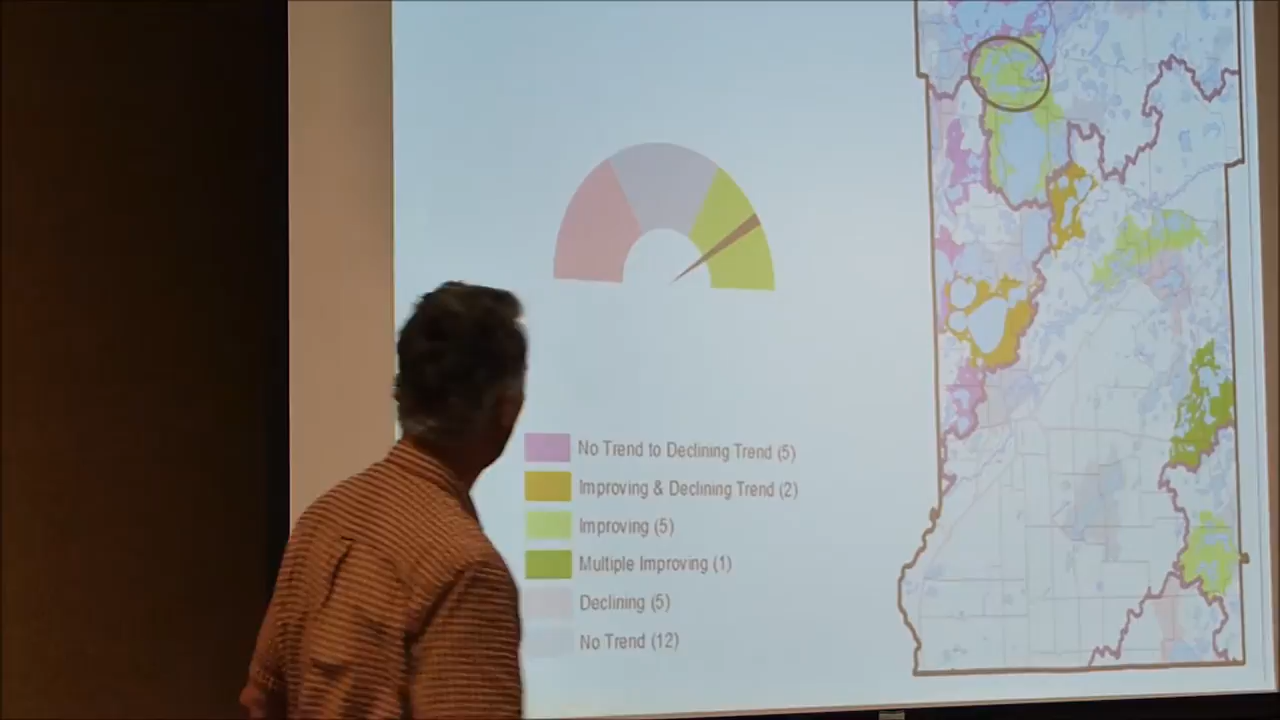 No Trend to Declining Trend (5)
Improving & Declining Trend (2)
Improving (5)
Multiple Improving (1)
Declining (5)
No Trend (12)